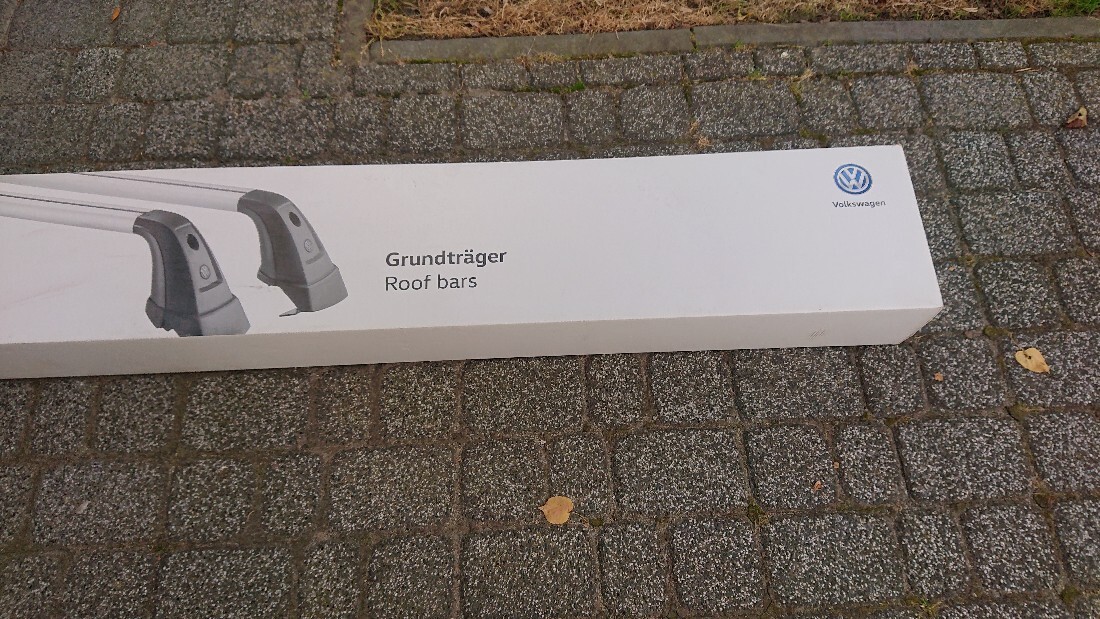 Grundträger
Roof bars
Volkswagen